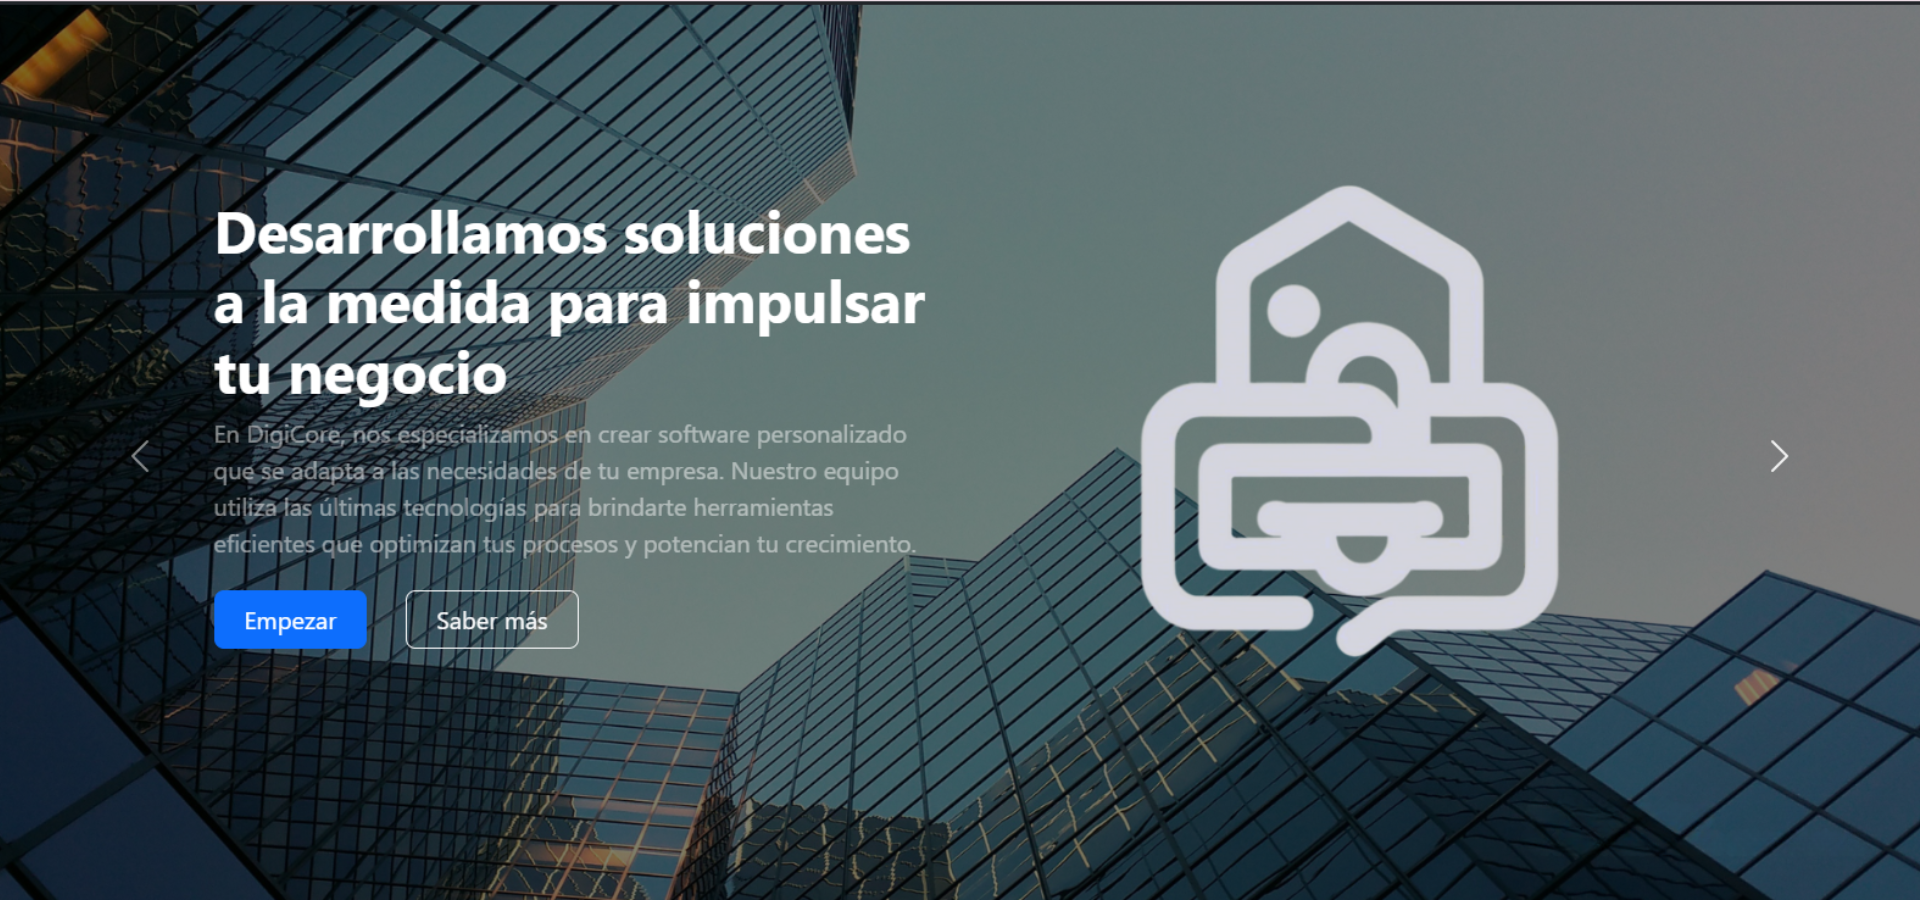 Desarrollamos soluciones
a la medida para impulsar
tu negocio
En DigiCore, nos especializamos en crear software personalizado
que se adapta a las necesidades de tu empresa. Nuestro equipo
utiliza las últimas tecnologías para brindarte herramientas
eficientes que optimizan tus procesos y potencian tu crecimiento.
Empezar
Saber más